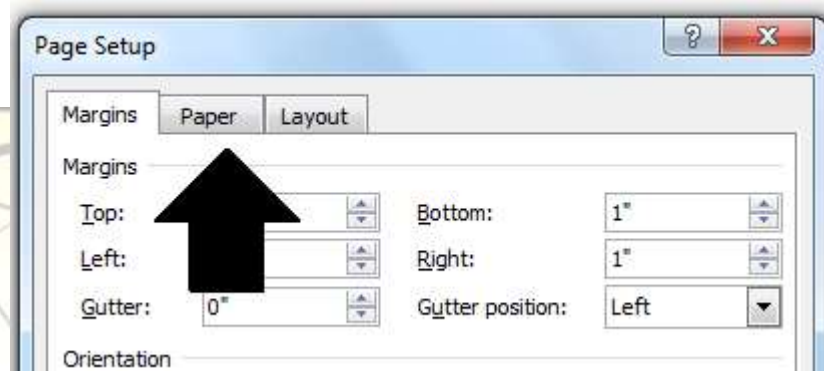 Page Setup
Margins Paper Layout
Margins
Top: Bottom: 1"
Left: Right: 1"
Gutter: 0" Gutter position: Left
Orientation